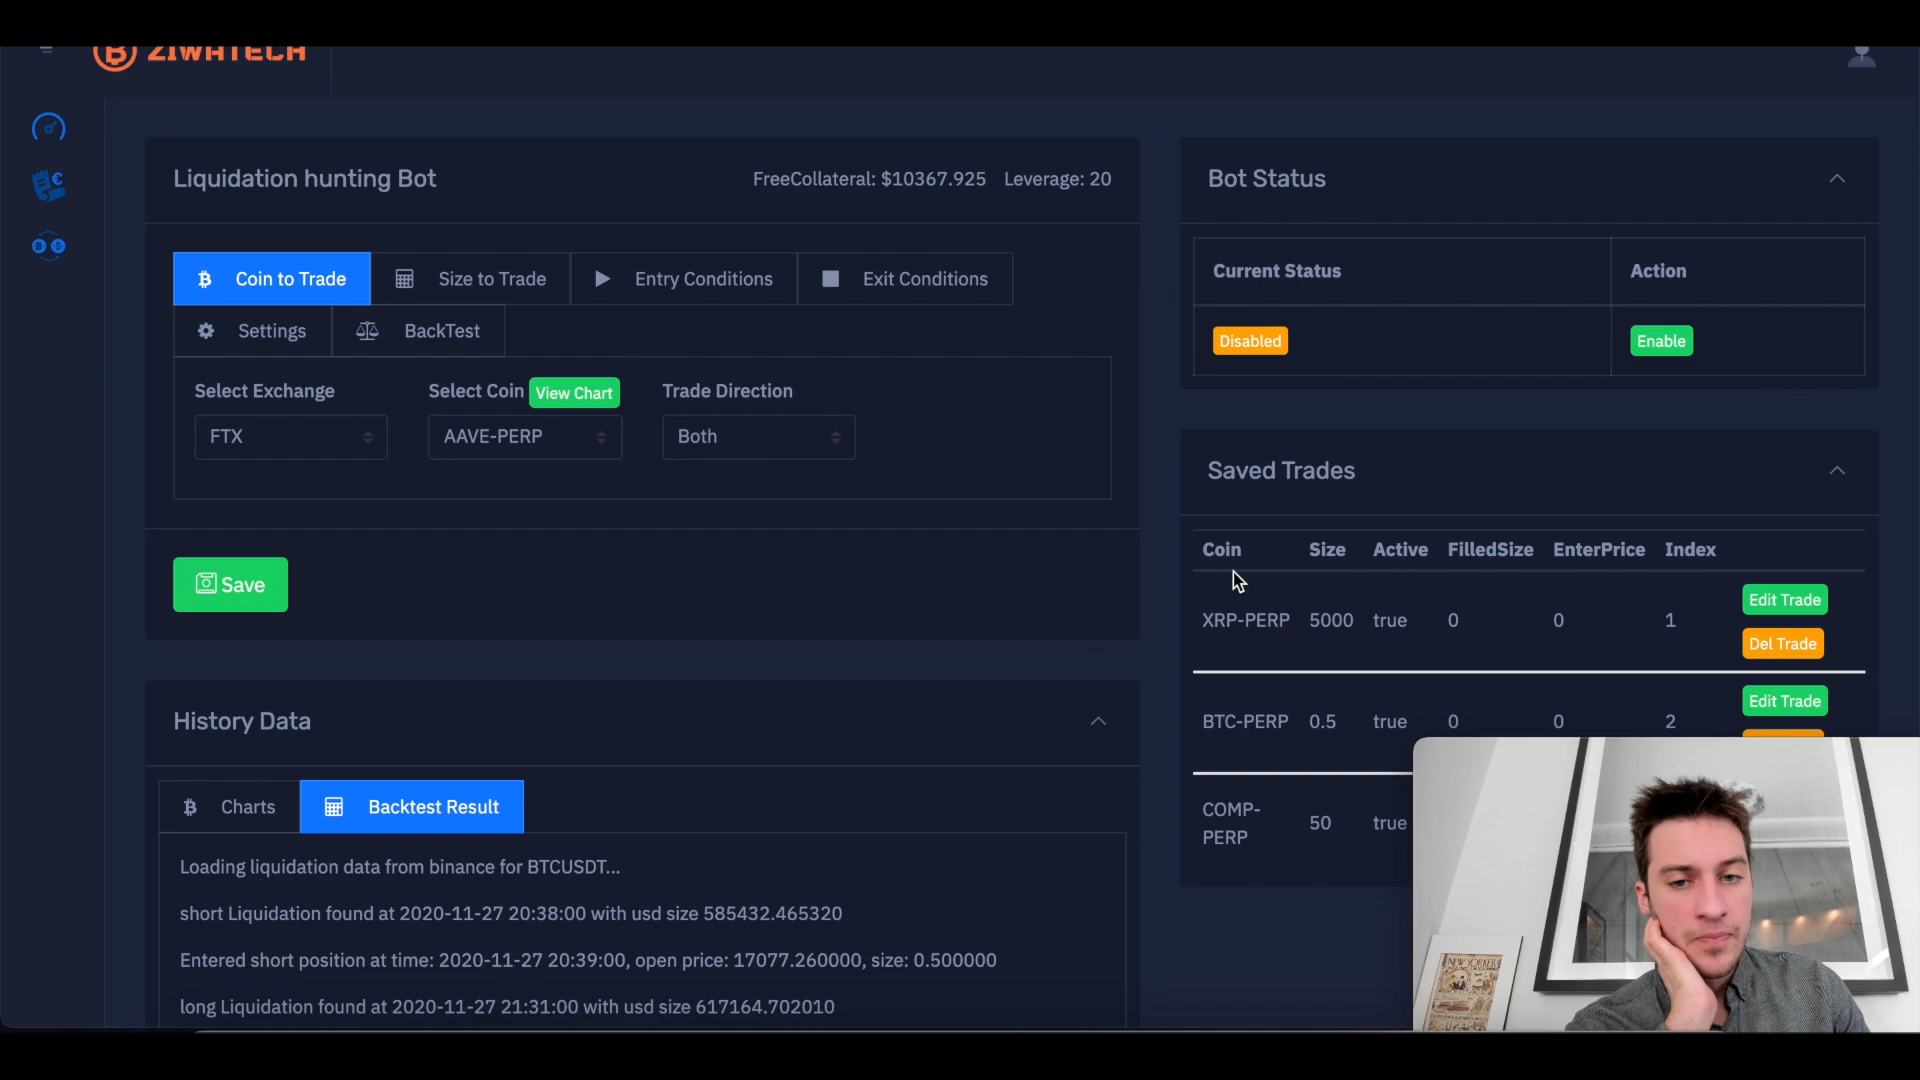 ZIWATECH
Liquidation hunting Bot
FreeCollateral: $10367.925 Leverage: 20
Coin to Trade
Size to Trade
Entry Conditions
Exit Conditions
Settings
BackTest
Select Exchange
Select Coin View Chart
Trade Direction
FTX
AAVE-PERP
Both
Save
History Data
Charts
Backtest Result
Loading liquidation data from binance for BTCUSDT...
short Liquidation found at 2020-11-27 20:38:00 with usd size 585432.465320
Entered short position at time: 2020-11-27 20:39:00, open price: 17077.260000, size: 0.500000
long Liquidation found at 2020-11-27 21:31:00 with usd size 617164.702010
Bot Status
Current Status Action
Disabled Enable
Saved Trades
Coin Size Active FilledSize EnterPrice Index
XRP-PERP 5000 true 0 0 1 Edit Trade
Del Trade
BTC-PERP 0.5 true 0 0 2 Edit Trade
COMP-
PERP 50 true
NEW YORKER